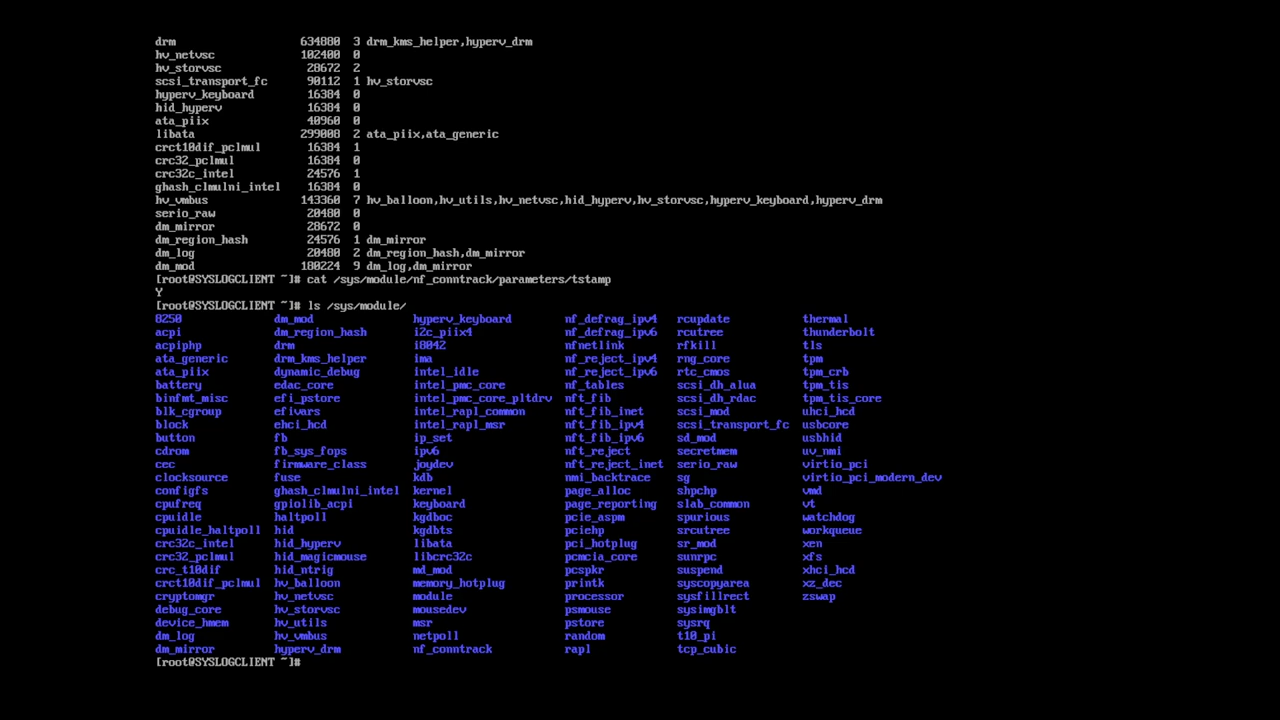 drm                   634880  3 drm_kms_helper,hyperv_drm
hv_netvsc             102400  0
hv_storvsc             28672  2
scsi_transport_fc      90112  1 hv_storvsc
hyperv_keyboard        16384  0
hid_hyperv             16384  0
ata_piix               40960  0
libata                299008  2 ata_piix,ata_generic
crct10dif_pclmul       16384  1
crc32_pclmul           16384  0
crc32c_intel           24576  1
ghash_clmulni_intel    16384  0
hv_vmbus              143360  7 hv_balloon,hv_utils,hv_netvsc,hid_hyperv,hv_storvsc,hyperv_keyboard,hyperv_drm
serio_raw              20480  0
dm_mirror              28672  0
dm_region_hash         24576  1 dm_mirror
dm_log                 20480  2 dm_region_hash,dm_mirror
dm_mod                180224  9 dm_log,dm_mirror
[root@SYSLOGCLIENT ~]# cat /sys/module/nf_conntrack/parameters/tstamp
Y
[root@SYSLOGCLIENT ~]# ls /sys/module/
8250 dm_mod hyperv_keyboard nf_defrag_ipv4 rcupdate thermal
acpi dm_region_hash i2c_piix4 nf_defrag_ipv6 rcutree thunderbolt
acpiphp drm i8042 nfnetlink rfkill tls
ata_generic drm_kms_helper ima nf_reject_ipv4 rng_core tpm
ata_piix dynamic_debug intel_idle nf_reject_ipv6 rtc_cmos tpm_crb
battery edac_core intel_pmc_core nf_tables scsi_dh_alua tpm_tis
binfmt_misc efi_pstore intel_pmc_core_pltdrv nft_fib scsi_dh_rdac tpm_tis_core
blk_cgroup efivars intel_rapl_common nft_fib_inet scsi_mod uhci_hcd
block ehci_hcd intel_rapl_msr nft_fib_ipv4 scsi_transport_fc usbcore
button fb ip_set nft_fib_ipv6 sd_mod usbhid
cdrom fb_sys_fops ipv6 nft_reject secretmem uv_nmi
cec firmware_class joydev nft_reject_inet serio_raw virtio_pci
clocksource fuse kdb nmi_backtrace sg virtio_pci_modern_dev
configfs ghash_clmulni_intel kernel page_alloc shpchp vmd
cpufreq gpiolib_acpi keyboard page_reporting slab_common vt
cpuidle haltpoll kgdboc pcie_aspm spurious watchdog
cpuidle_haltpoll hid kgdbts pciehp srcutree workqueue
crc32c_intel hid_hyperv libata pci_hotplug sr_mod xen
crc32_pclmul hid_magicmouse libcrc32c pcmcia_core sunrpc xfs
crc_t10dif hid_ntrig md_mod pcspkr suspend xhci_hcd
crct10dif_pclmul hv_balloon memory_hotplug printk syscopyarea xz_dec
cryptomgr hv_netvsc module processor sysfillrect zswap
debug_core hv_storvsc mousedev psmouse sysimgblt
device_hmem hv_utils msr pstore sysrq
dm_log hv_vmbus netpoll random t10_pi
dm_mirror hyperv_drm nf_conntrack rapl tcp_cubic
[root@SYSLOGCLIENT ~]#